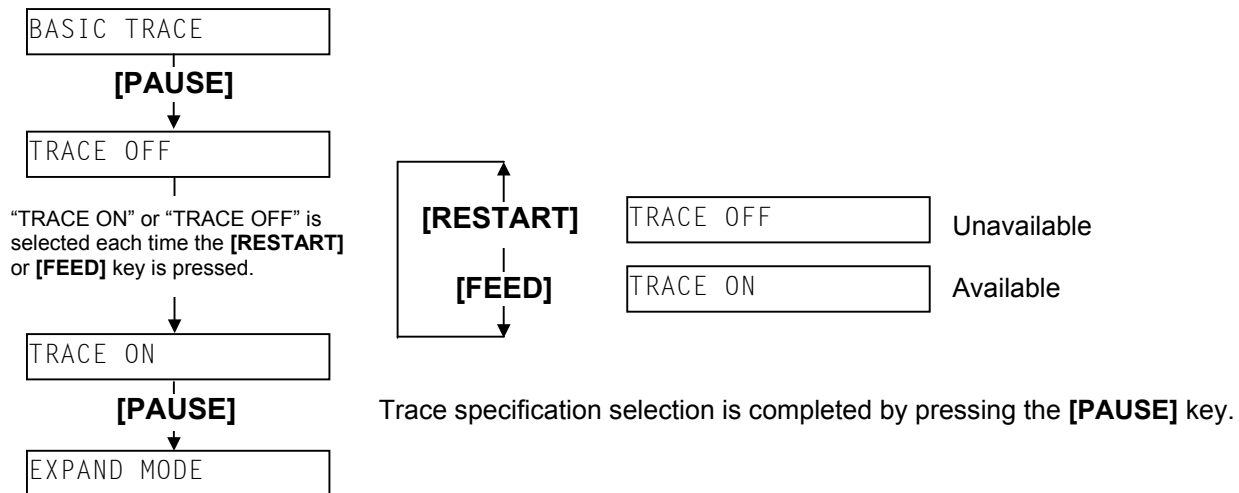 BASIC TRACE
[PAUSE]
TRACE OFF
“TRACE ON” or “TRACE OFF” is
selected each time the [RESTART]
or [FEED] key is pressed.
[RESTART]
TRACE OFF
Unavailable
[FEED]
TRACE ON
Available
TRACE ON
[PAUSE]
Trace specification selection is completed by pressing the [PAUSE] key.
EXPAND MODE